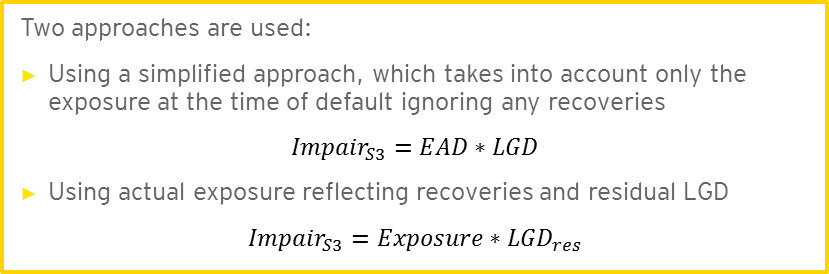 Two approaches are used:
► Using a simplified approach, which takes into account only the
exposure at the time of default ignoring any recoveries
Impair_{S3} = EAD * LGD
► Using actual exposure reflecting recoveries and residual LGD
Impair_{S3} = Exposure * LGD_{res}